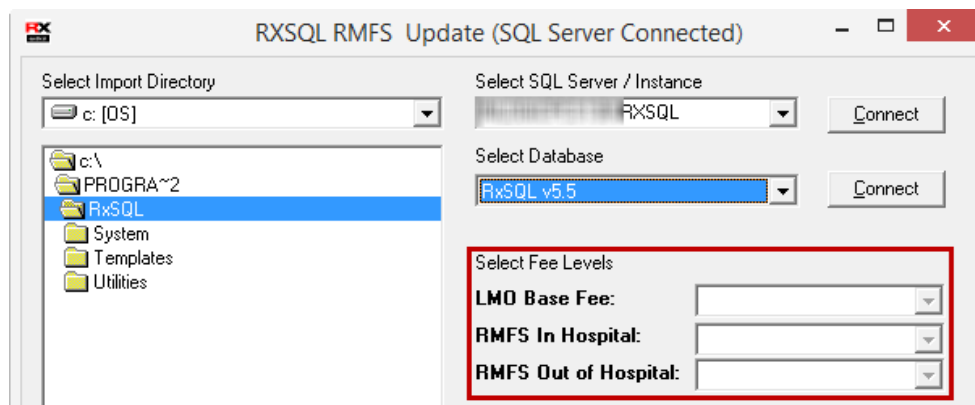 RX
RXSQL RMFS Update (SQL Server Connected)
Select Import Directory
c: [OS]
c:\
PROGRA~2
RxSQL
System
Templates
Utilities
Select SQL Server / Instance
RXSQL
Connect
Select Database
RxSQL v5.5
Connect
Select Fee Levels
LMO Base Fee:
RMFS In Hospital:
RMFS Out of Hospital: